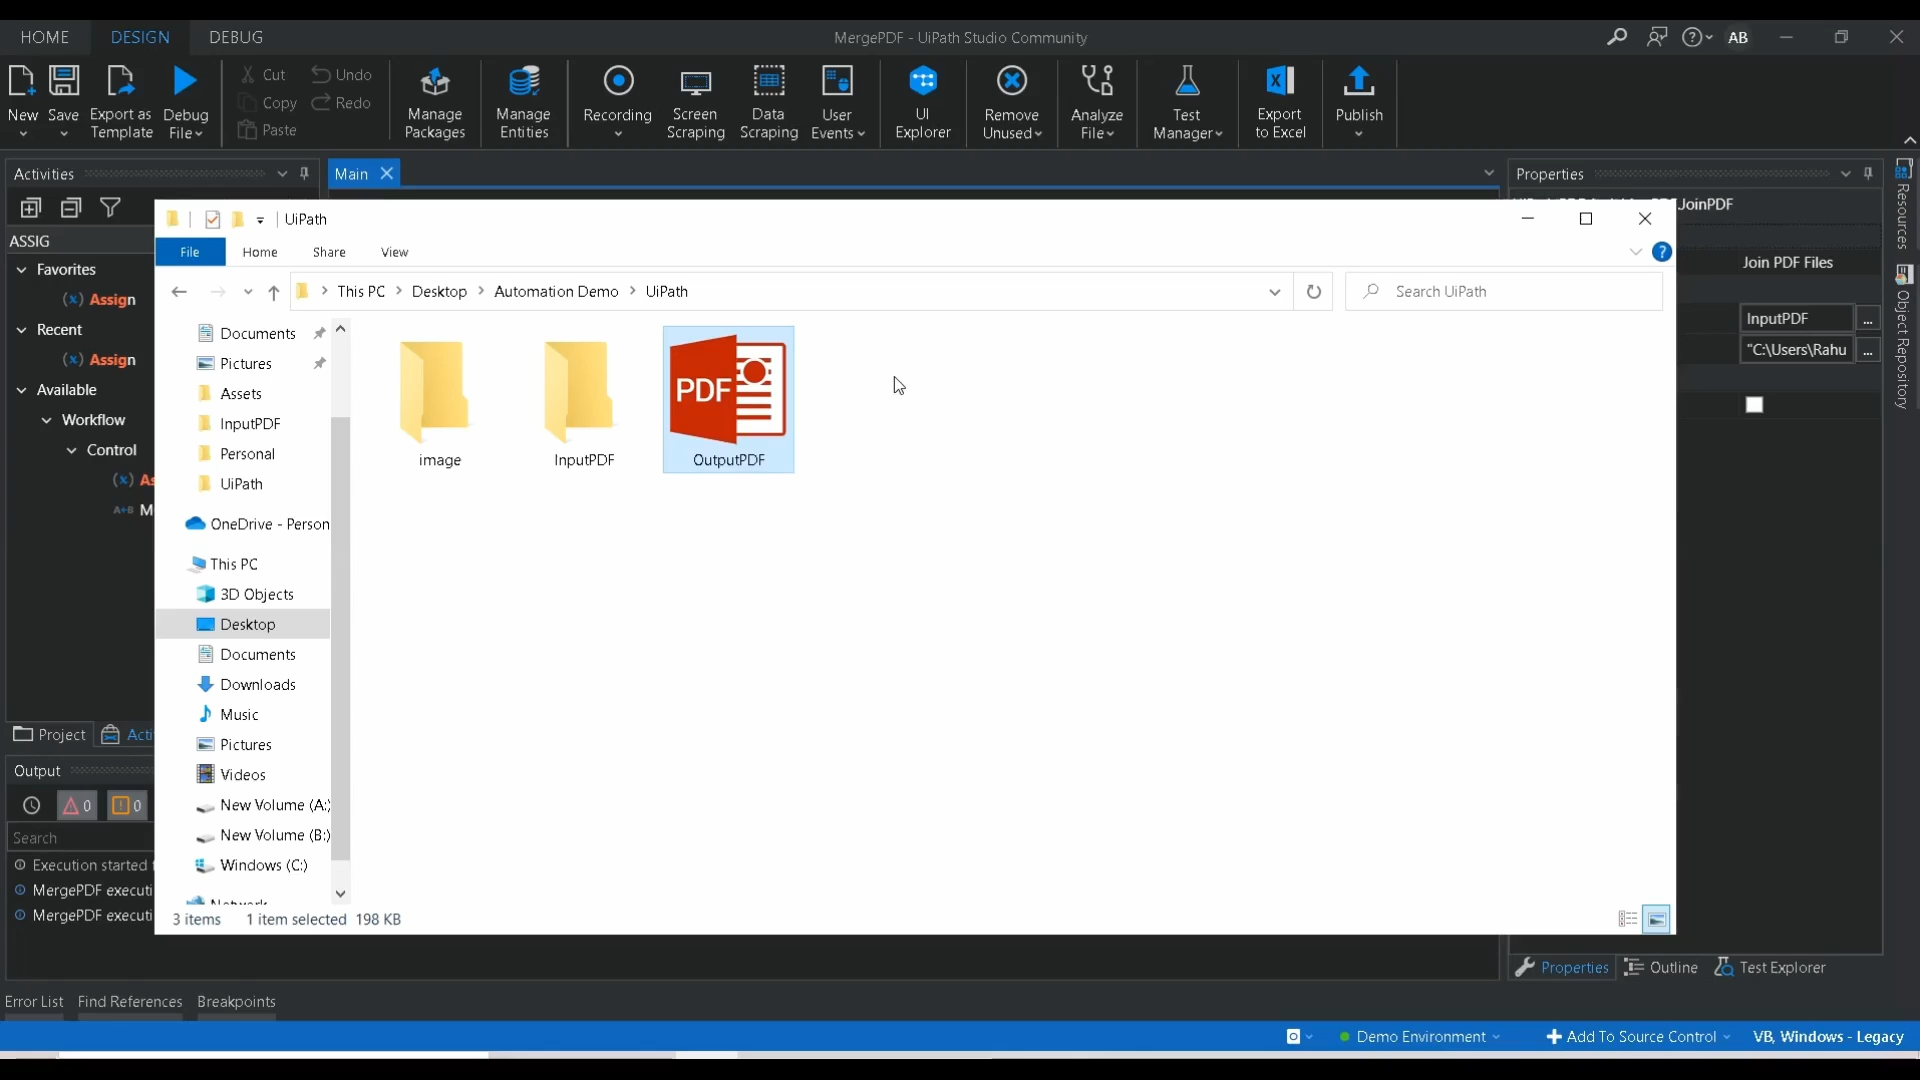 HOME DESIGN DEBUG MergePDF - UiPath Studio Community AB
New Save Export as Template Debug File Cut Copy Paste Undo Redo Manage Packages Manage Entities Recording Screen Scraping Data Scraping User Events UI Explorer Remove Unused Analyze File Test Manager Export to Excel Publish
Activities Main Properties
ASSIG
Favorites
Assign
Recent
Assign
Available
Workflow
Control
UiPath
File Home Share View
This PC Desktop Automation Demo UiPath Search UiPath
Documents
Pictures
Assets
InputPDF
Personal
UiPath
OneDrive - Person
This PC
3D Objects
Desktop
Documents
Downloads
Music
Pictures
Videos
New Volume (A:)
New Volume (B:)
Windows (C:)
PDF
image InputPDF OutputPDF
3 items 1 item selected 198 KB
JoinPDF
Join PDF Files
InputPDF ...
"C:\Users\Rahu ...
Resources
Object Repository
Project Acti
Output
0 0
Search
Execution started
MergePDF executi
MergePDF executi
Properties Outline Test Explorer
Error List Find References Breakpoints
Demo Environment Add To Source Control VB, Windows - Legacy